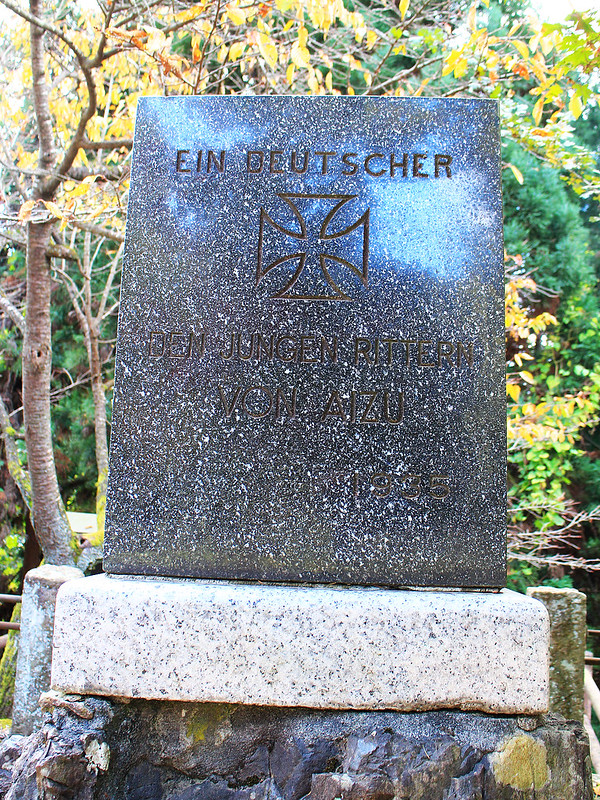 EIN DEUTSCHER
DEN JUNGEN RITTERN
VON AIZU
1935